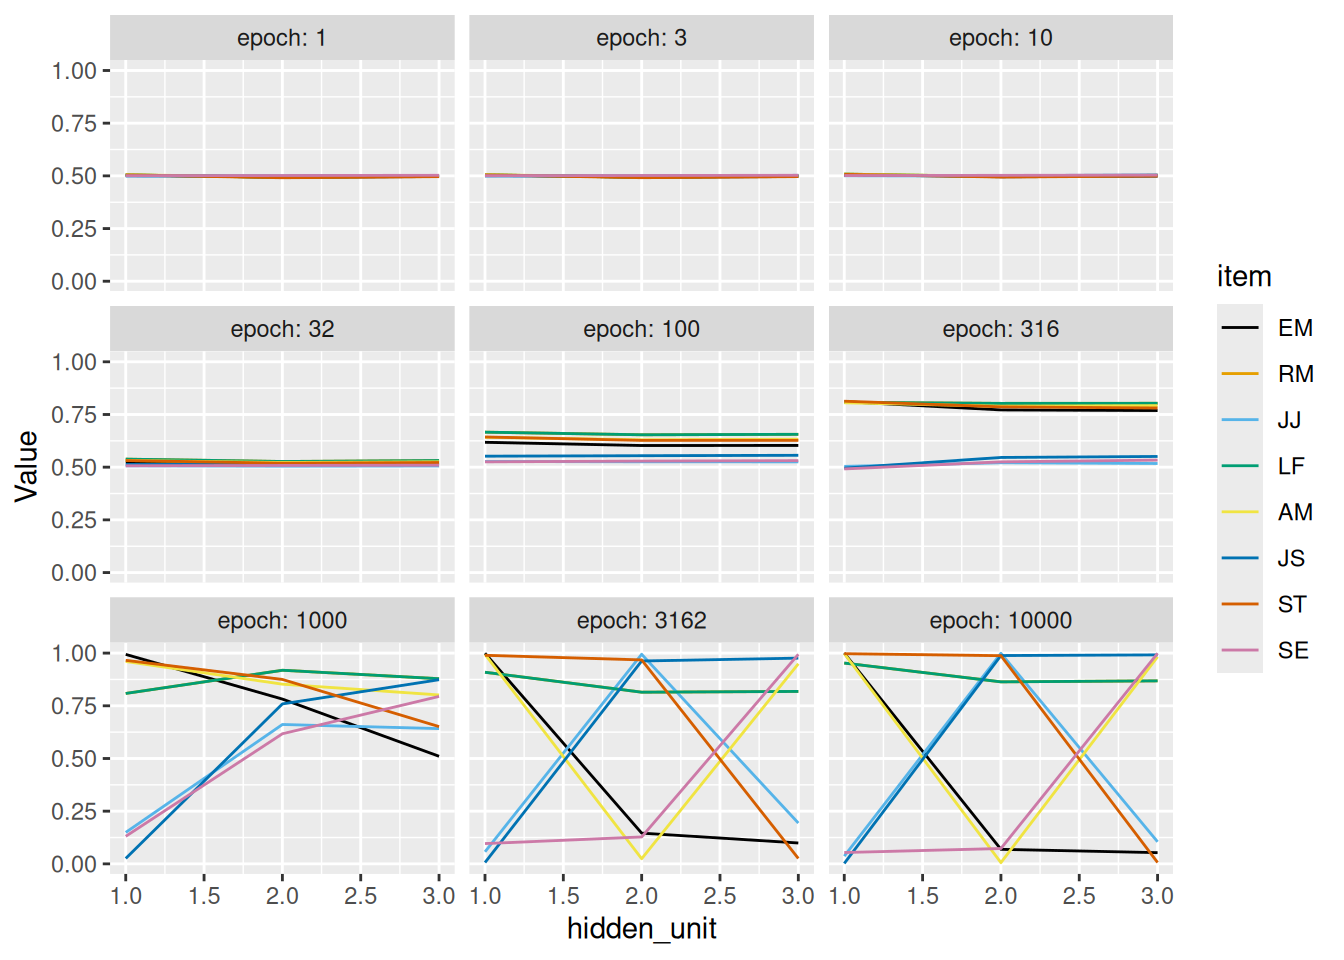 epoch: 1
epoch: 3
epoch: 10
1.00
0.75
0.50
0.25
0.00
epoch: 32
epoch: 100
epoch: 316
1.00
0.75
0.50
0.25
0.00
epoch: 1000
epoch: 3162
epoch: 10000
1.00
0.75
0.50
0.25
0.00
1.0 1.5 2.0 2.5 3.0
1.0 1.5 2.0 2.5 3.0
1.0 1.5 2.0 2.5 3.0
hidden_unit
Value
item
EM
RM
JJ
LF
AM
JS
ST
SE